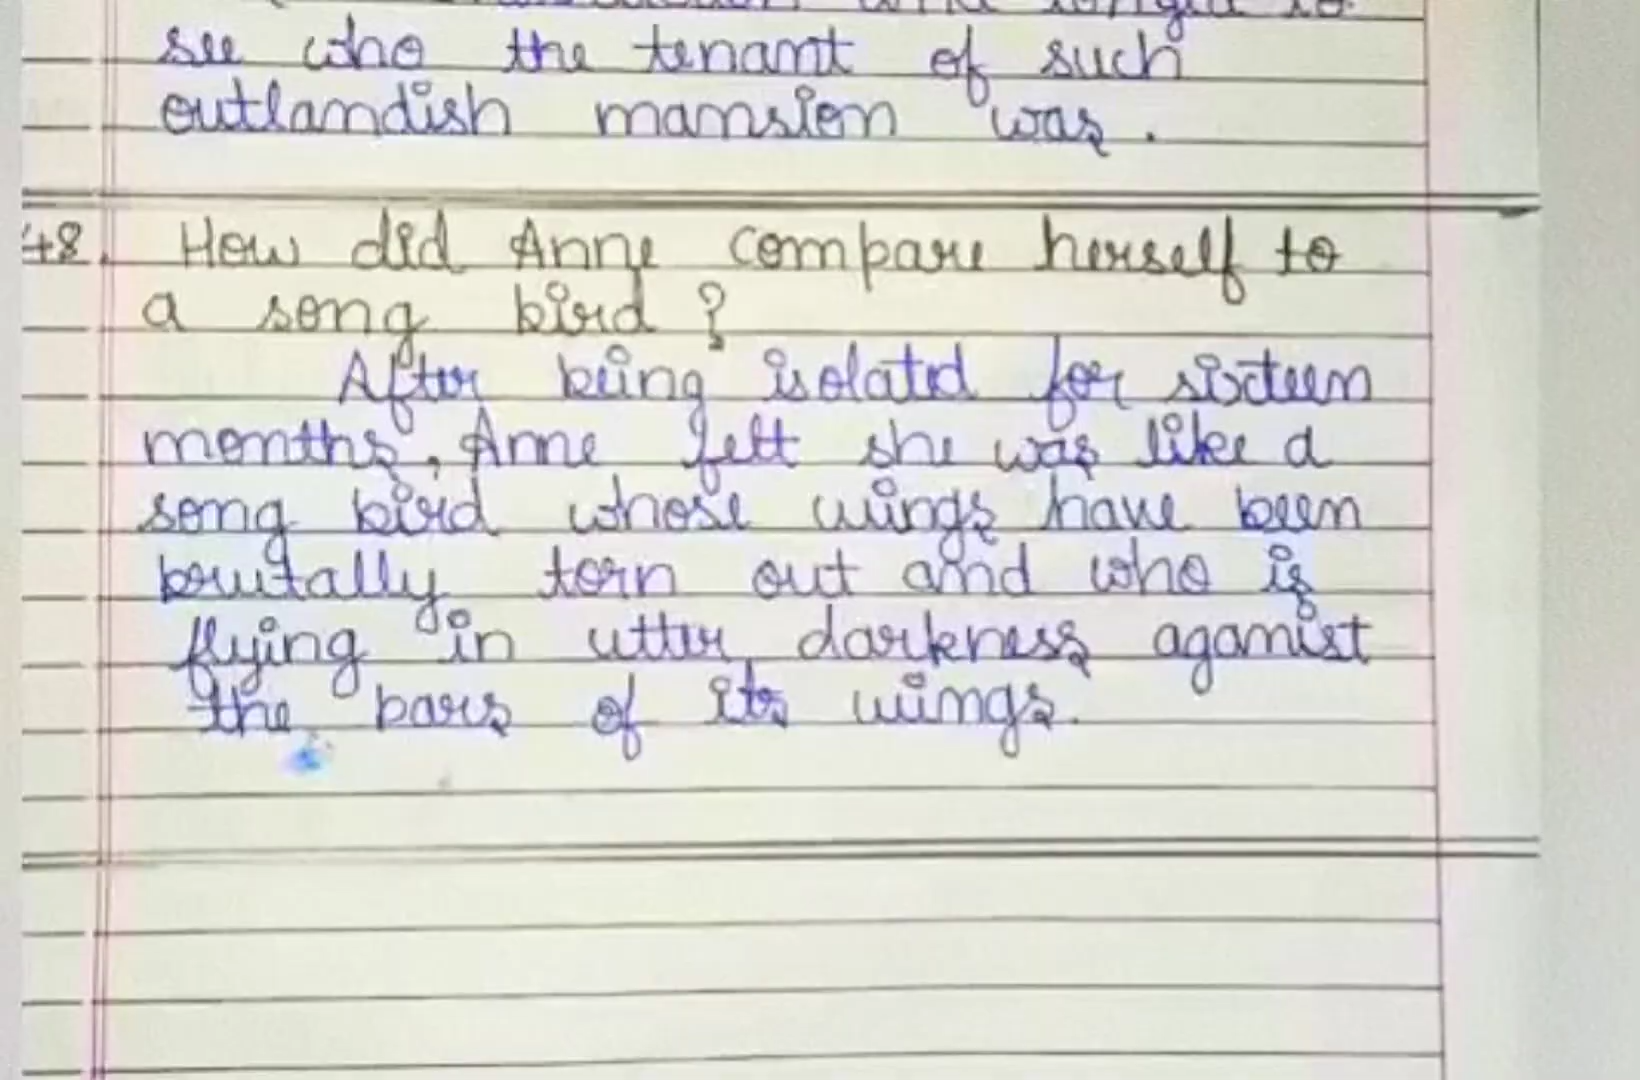 see who the tenant of such
outlandish mansion was.
48. How did Anne compare herself to
a song bird?
After being isolated for sixteen
months, Anne felt she was like a
song bird whose wings have been
brutally torn out and who is
flying in utter darkness aganist
the bars of its wings.